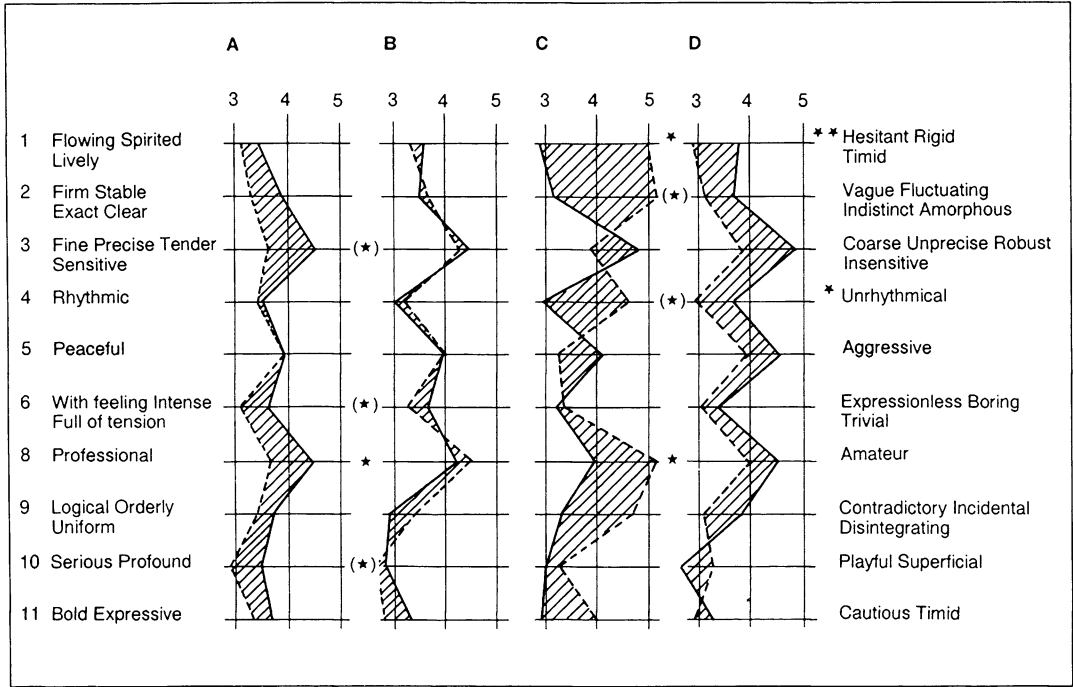 A B C D
3 4 5 3 4 5 3 4 5 3 4 5
1 Flowing Spirited ★ ★★ Hesitant Rigid
Lively Timid
2 Firm Stable (★) Vague Fluctuating
Exact Clear Indistinct Amorphous
3 Fine Precise Tender (★) Coarse Unprecise Robust
Sensitive Insensitive
4 Rhythmic (★) ★ Unrhythmical
5 Peaceful Aggressive
6 With feeling Intense (★) Expressionless Boring
Full of tension Trivial
8 Professional ★ ★ Amateur
9 Logical Orderly Contradictory Incidental
Uniform Disintegrating
10 Serious Profound (★) Playful Superficial
11 Bold Expressive Cautious Timid